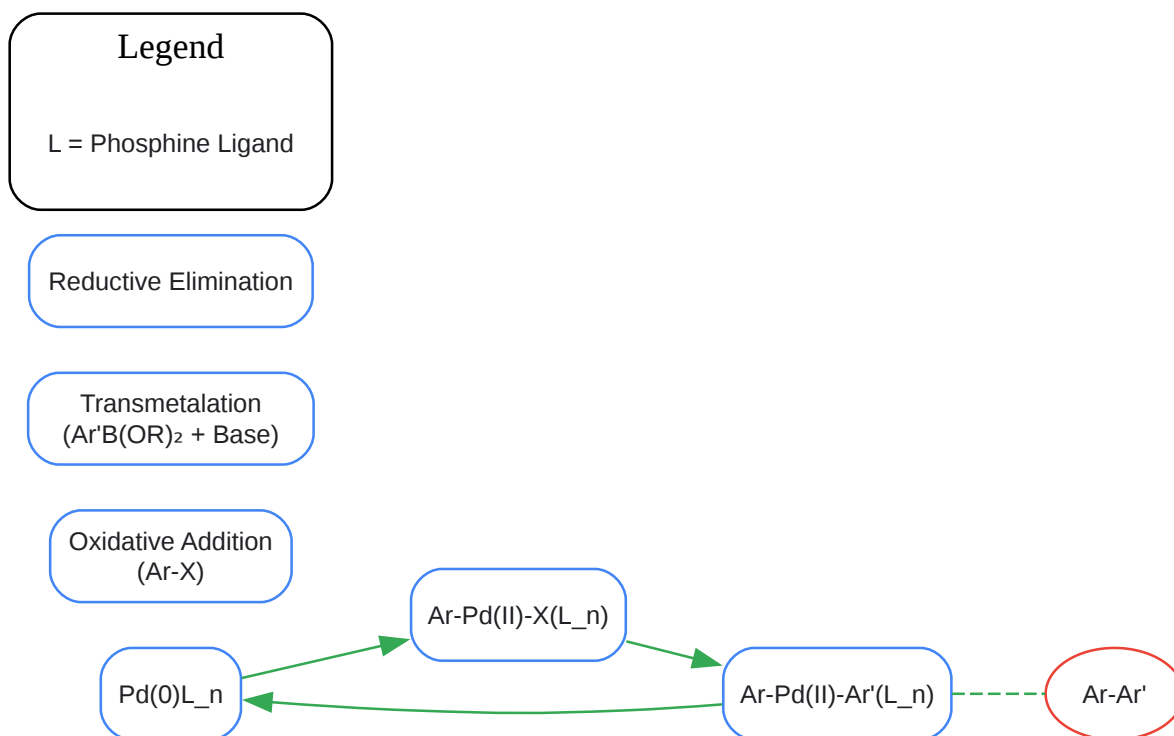 Legend
L = Phosphine Ligand
Reductive Elimination
Transmetalation
(Ar'B(OR)₂ + Base)
Oxidative Addition
(Ar-X)
Ar-Pd(II)-X(L_n)
Pd(0)L_n
Ar-Pd(II)-Ar'(L_n)
Ar-Ar'